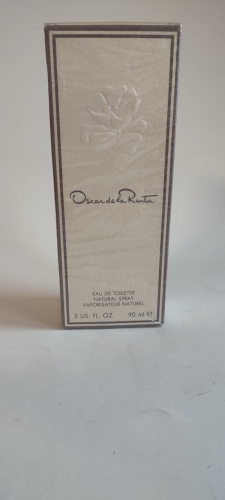 Oscar de la Renta
EAU DE TOILETTE
NATURAL SPRAY
VAPORISATEUR NATUREL
3 US. FL. OZ. 90 ml ℮